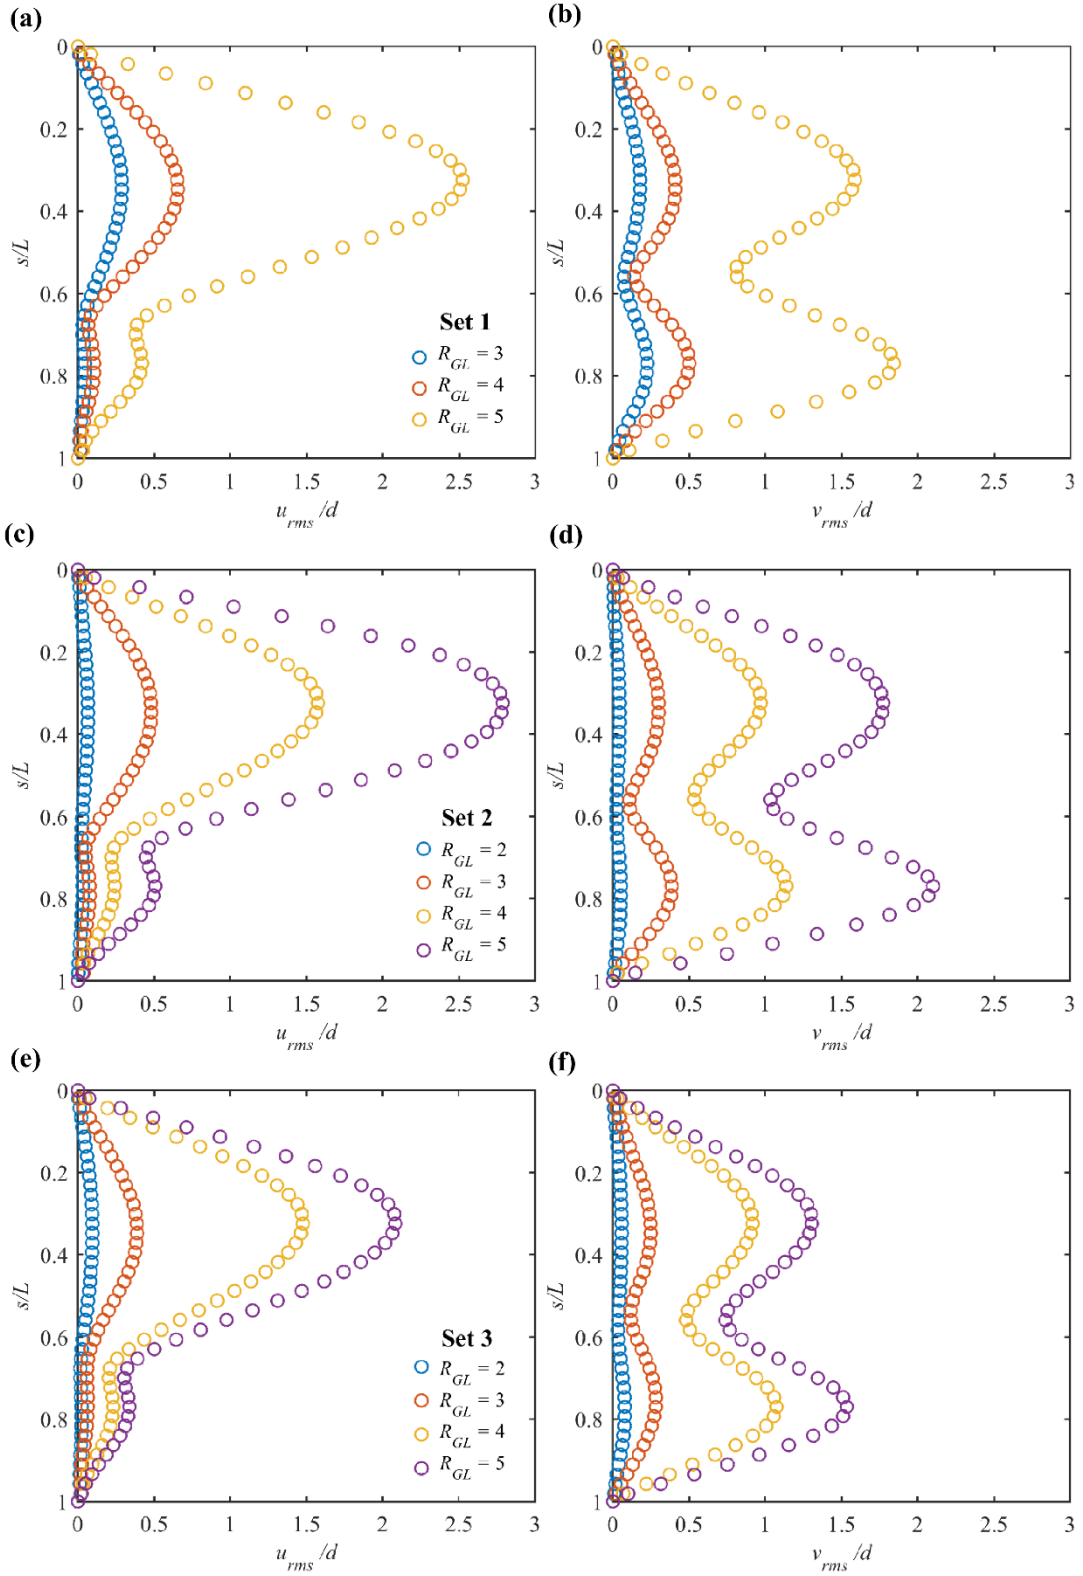 (a)
(b)
0
0.2
0.4
0.6
0.8
1
s/L
0
0.5
1
1.5
2
2.5
3
u_rms /d
Set 1
R_GL = 3
R_GL = 4
R_GL = 5
0
0.2
0.4
0.6
0.8
1
s/L
0
0.5
1
1.5
2
2.5
3
v_rms /d
(c)
(d)
0
0.2
0.4
0.6
0.8
1
s/L
0
0.5
1
1.5
2
2.5
3
u_rms /d
Set 2
R_GL = 2
R_GL = 3
R_GL = 4
R_GL = 5
0
0.2
0.4
0.6
0.8
1
s/L
0
0.5
1
1.5
2
2.5
3
v_rms /d
(e)
(f)
0
0.2
0.4
0.6
0.8
1
s/L
0
0.5
1
1.5
2
2.5
3
u_rms /d
Set 3
R_GL = 2
R_GL = 3
R_GL = 4
R_GL = 5
0
0.2
0.4
0.6
0.8
1
s/L
0
0.5
1
1.5
2
2.5
3
v_rms /d